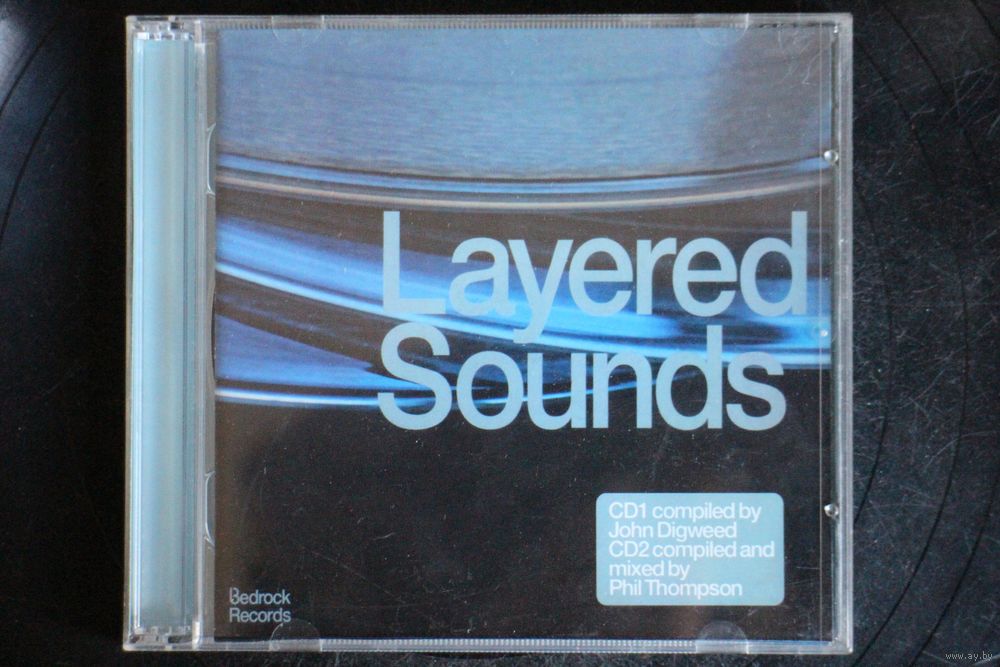 Layered
Sounds
CD1 compiled by
John Digweed
CD2 compiled and
mixed by
Phil Thompson
Bedrock
Records
www.ay.by